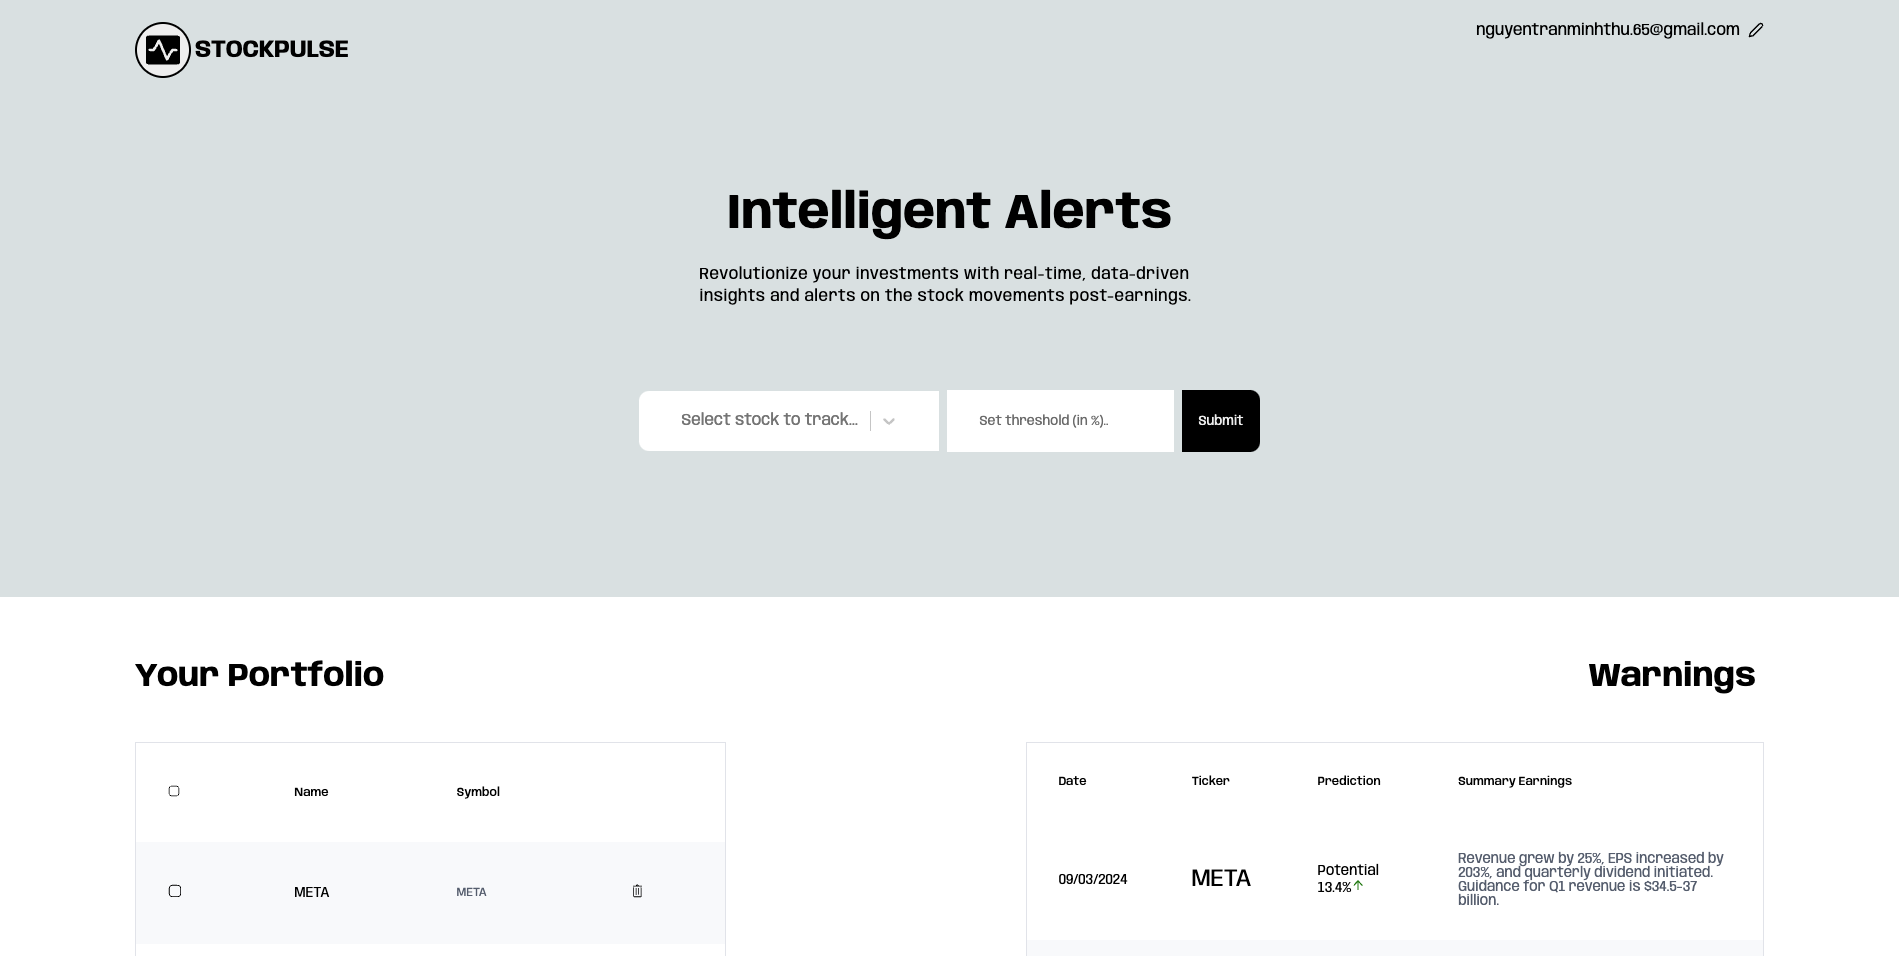 STOCKPULSE
nguyentranminhthu.65@gmail.com
Intelligent Alerts
Revolutionize your investments with real-time, data-driven
insights and alerts on the stock movements post-earnings.
Select stock to track...
Set threshold (in %)..
Submit
Your Portfolio
Warnings
Name
Symbol
META
META
Date
Ticker
Prediction
Summary Earnings
09/03/2024
META
Potential
13.4%↑
Revenue grew by 25%, EPS increased by
203%, and quarterly dividend initiated.
Guidance for Q1 revenue is $34.5-37
billion.